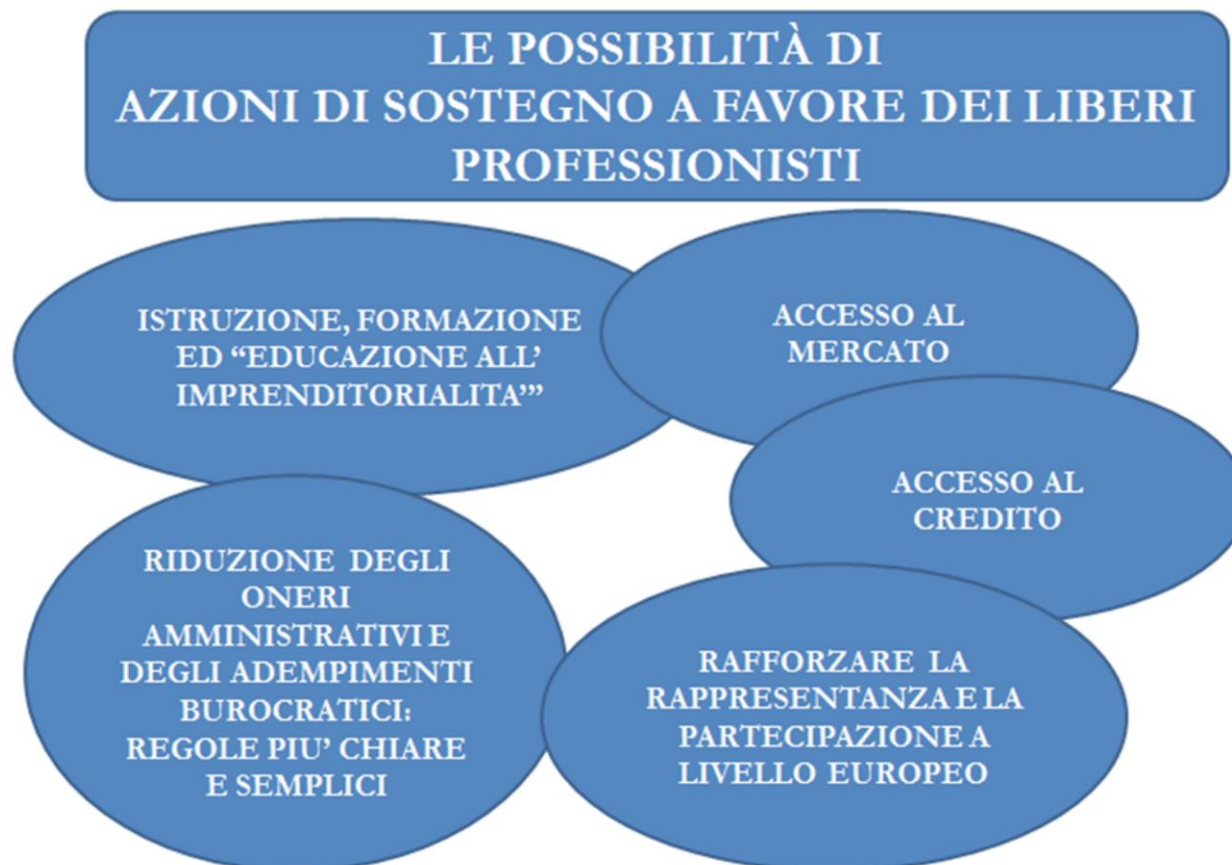 LE POSSIBILITÀ DI
AZIONI DI SOSTEGNO A FAVORE DEI LIBERI
PROFESSIONISTI
ISTRUZIONE, FORMAZIONE
ED “EDUCAZIONE ALL’
IMPRENDITORIALITA’”
ACCESSO AL
MERCATO
ACCESSO AL
CREDITO
RIDUZIONE DEGLI
ONERI
AMMINISTRATIVI E
DEGLI ADEMPIMENTI
BUROCRATICI:
REGOLE PIU’ CHIARE
E SEMPLICI
RAFFORZARE LA
RAPPRESENTANZA E LA
PARTECIPAZIONE A
LIVELLO EUROPEO